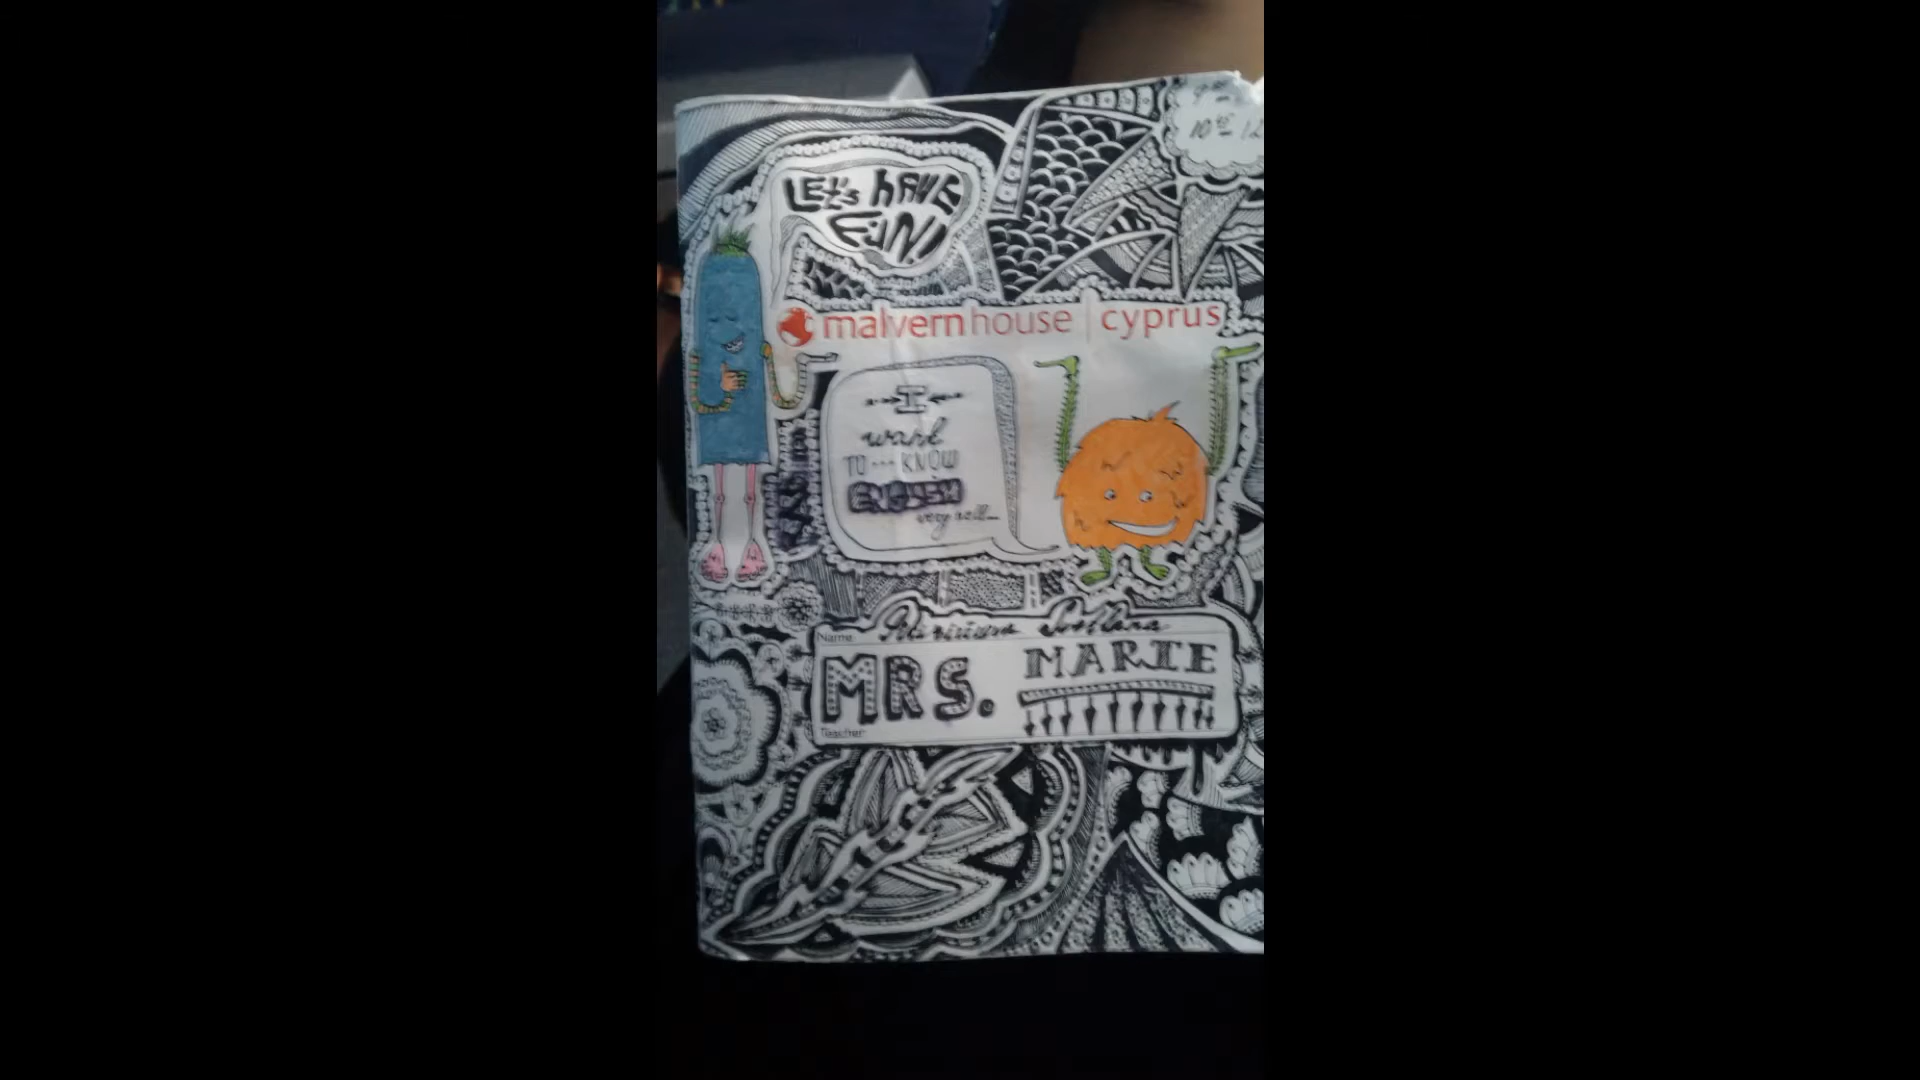 LET'S HAVE
FUN!
malvernhouse | cyprus
I
want
TO --- KNOW
ENGLISH
very well...
Name
MRS. MARIE
Teacher